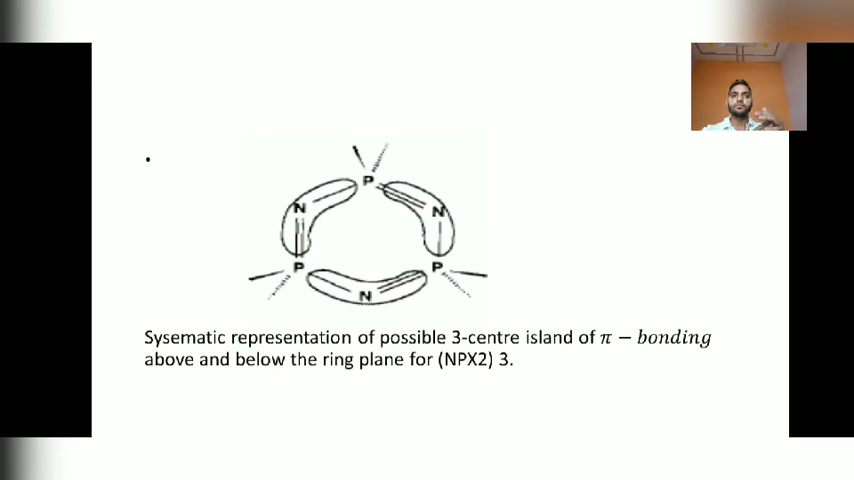 P
N
N
P
P
N
Sysematic representation of possible 3-centre island of π − bonding
above and below the ring plane for (NPX2) 3.